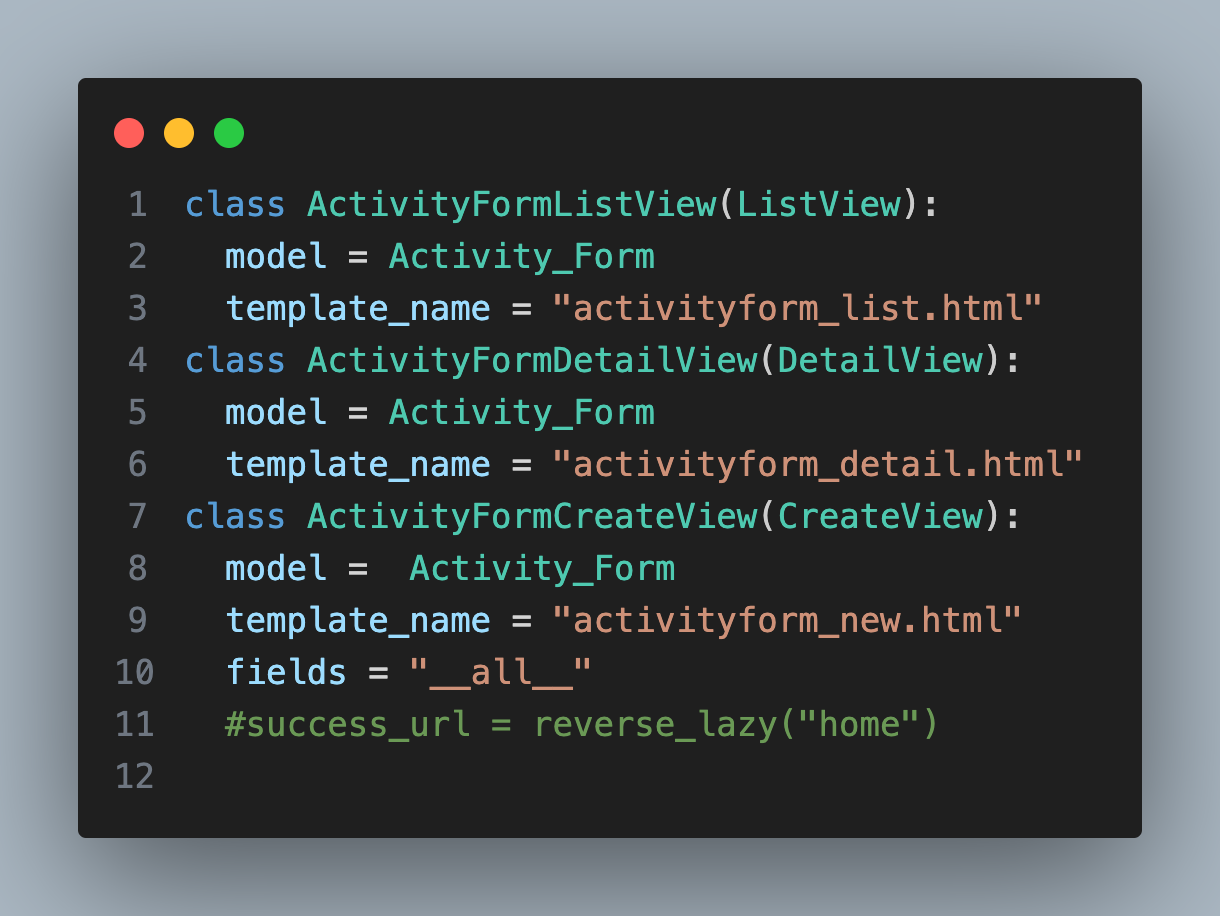 1 class ActivityFormListView(ListView):
2   model = Activity_Form
3   template_name = "activityform_list.html"
4 class ActivityFormDetailView(DetailView):
5   model = Activity_Form
6   template_name = "activityform_detail.html"
7 class ActivityFormCreateView(CreateView):
8   model =  Activity_Form
9   template_name = "activityform_new.html"
10   fields = "__all__"
11   #success_url = reverse_lazy("home")
12